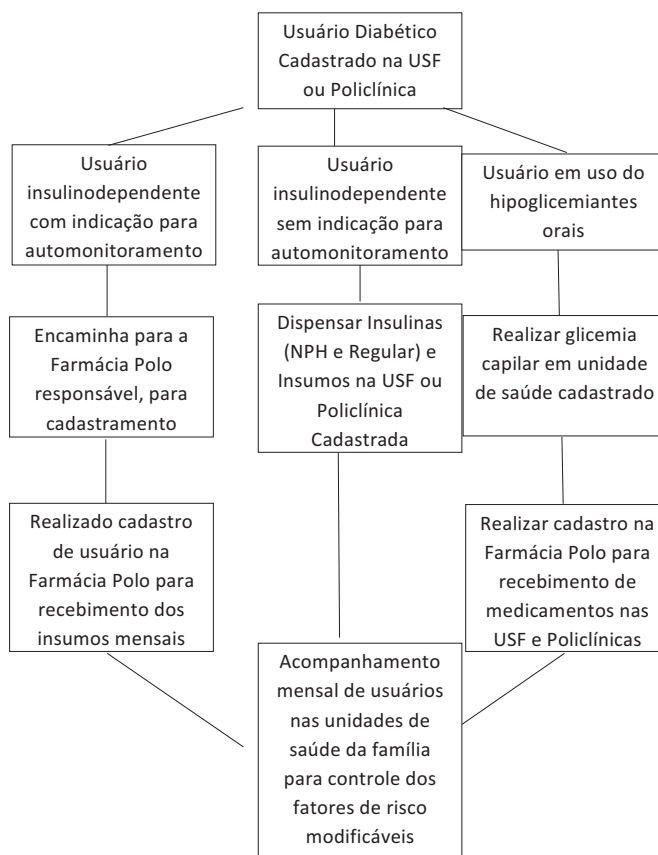 Usuário Diabético
Cadastrado na USF
ou Policlínica
Usuário
insulinodependente
com indicação para
automonitoramento
Usuário
insulinodependente
sem indicação para
automonitoramento
Usuário em uso do
hipoglicemiantes
orais
Encaminha para a
Farmácia Polo
responsável, para
cadastramento
Dispensar Insulinas
(NPH e Regular) e
Insumos na USF ou
Policlínica
Cadastrada
Realizar glicemia
capilar em unidade
de saúde cadastrado
Realizado cadastro
de usuário na
Farmácia Polo para
recebimento dos
insumos mensais
Realizar cadastro na
Farmácia Polo para
recebimento de
medicamentos nas
USF e Policlínicas
Acompanhamento
mensal de usuários
nas unidades de
saúde da família
para controle dos
fatores de risco
modificáveis